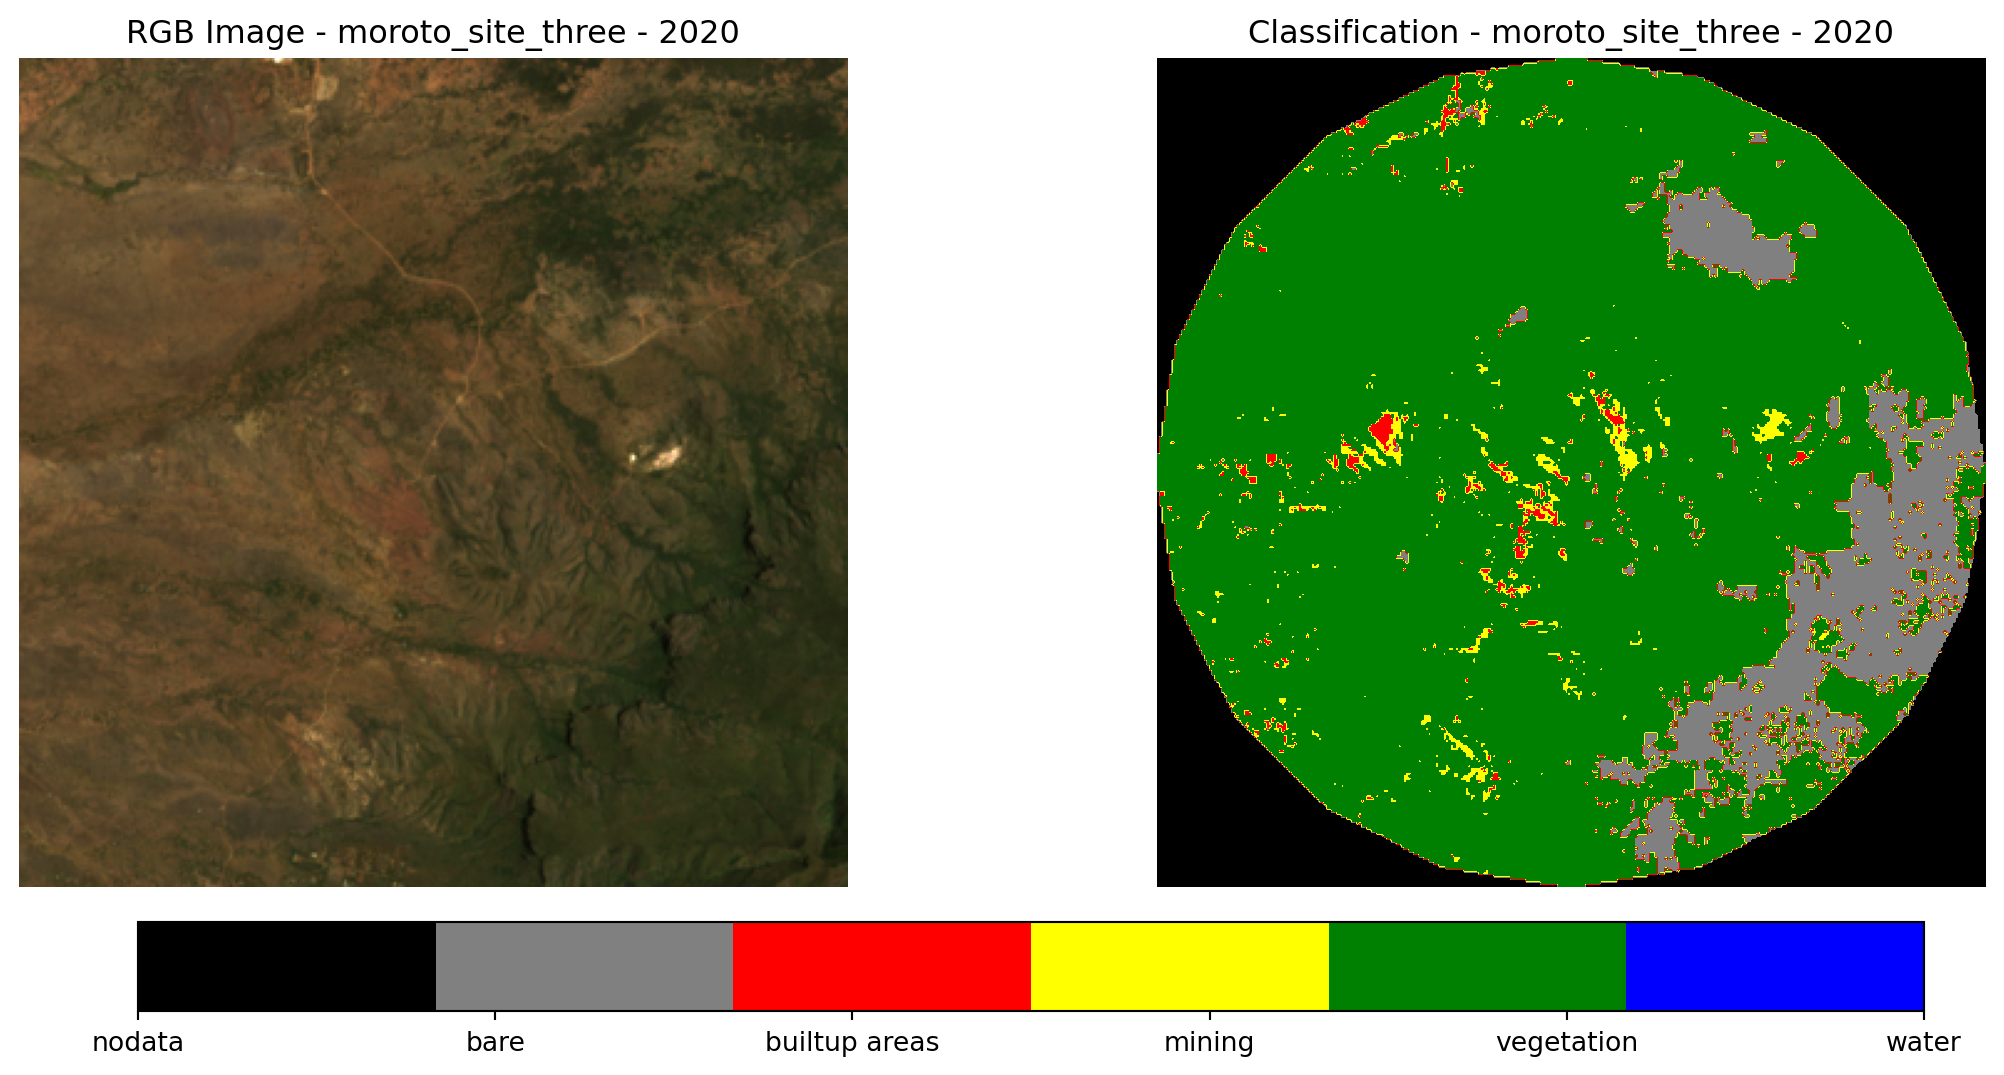 RGB Image - moroto_site_three - 2020
Classification - moroto_site_three - 2020
nodata
bare
builtup areas
mining
vegetation
water